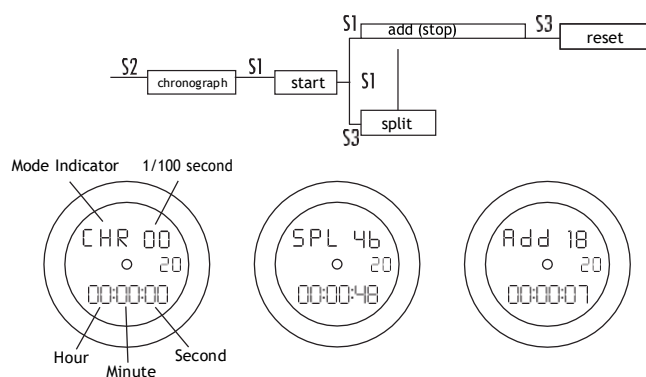 S1 add (stop) S3 reset
S2 chronograph S1 start S1
S3 split
Mode Indicator 1/100 second
CHR 00
20
00:00:00
SPL 46
20
00:00:48
Add 18
20
00:00:07
Hour Minute Second